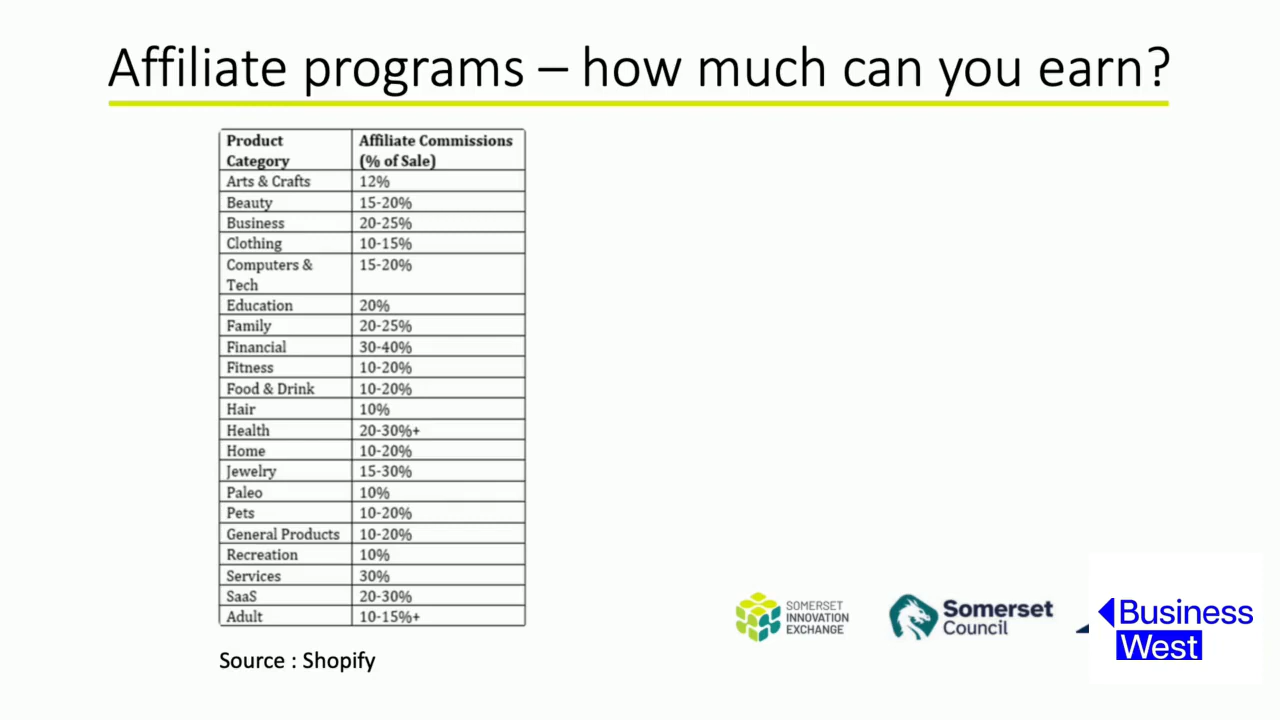 Affiliate programs – how much can you earn?
Product Category Affiliate Commissions (% of Sale)
Arts & Crafts 12%
Beauty 15-20%
Business 20-25%
Clothing 10-15%
Computers & Tech 15-20%
Education 20%
Family 20-25%
Financial 30-40%
Fitness 10-20%
Food & Drink 10-20%
Hair 10%
Health 20-30%+
Home 10-20%
Jewelry 15-30%
Paleo 10%
Pets 10-20%
General Products 10-20%
Recreation 10%
Services 30%
SaaS 20-30%
Adult 10-15%+
Source : Shopify
SOMERSET
INNOVATION
EXCHANGE
Somerset
Council
Business
West